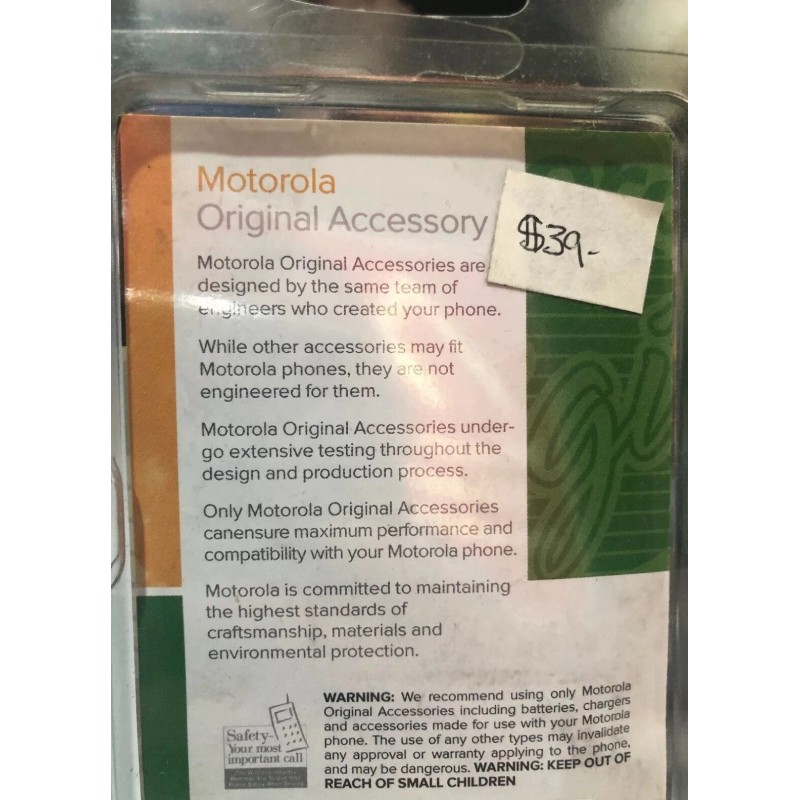 Motorola
Original Accessory
$39-
Motorola Original Accessories are
designed by the same team of
engineers who created your phone.
While other accessories may fit
Motorola phones, they are not
engineered for them.
Motorola Original Accessories under-
go extensive testing throughout the
design and production process.
Only Motorola Original Accessories
canensure maximum performance and
compatibility with your Motorola phone.
Motorola is committed to maintaining
the highest standards of
craftsmanship, materials and
environmental protection.
WARNING: We recommend using only Motorola
Original Accessories including batteries, chargers
and accessories made for use with your Motorola
phone. The use of any other types may invalidate
any approval or warranty applying to the phone,
and may be dangerous. WARNING: KEEP OUT OF
REACH OF SMALL CHILDREN
Safety-
Your most
important call